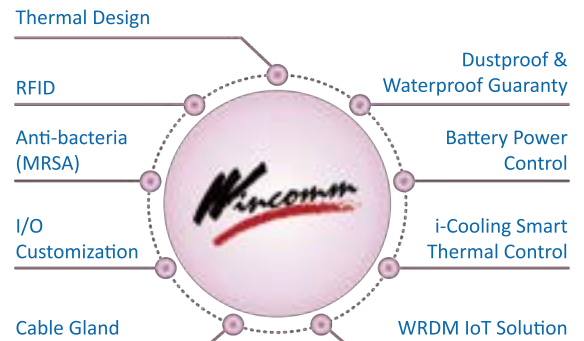 Thermal Design
RFID
Anti-bacteria
(MRSA)
I/O
Customization
Cable Gland
Wincomm
Dustproof &
Waterproof Guaranty
Battery Power
Control
i-Cooling Smart
Thermal Control
WRDM IoT Solution